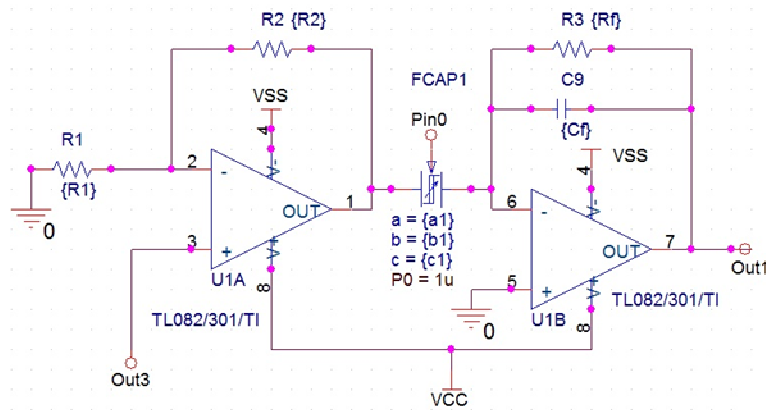 R2 {R2}
R3 {Rf}
FCAP1
C9
VSS
Pin0
{Cf}
4
R1
VSS
4
2
-
V-
{R1}
OUT
1
6
-
V-
0
a = {a1}
OUT
7
3
+
V+
b = {b1}
c = {c1}
Out1
U1A
8
P0 = 1u
5
+
V+
TL082/301/TI
0
U1B
8
TL082/301/TI
Out3
VCC